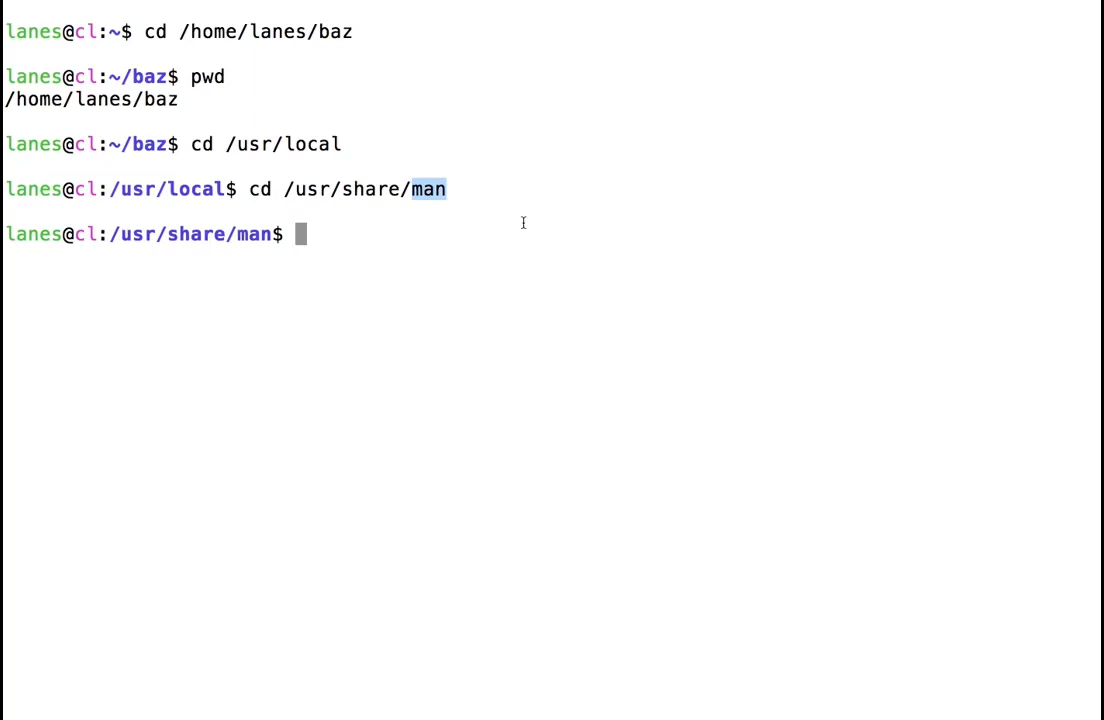 lanes@cl:~$ cd /home/lanes/baz
lanes@cl:~/baz$ pwd
/home/lanes/baz
lanes@cl:~/baz$ cd /usr/local
lanes@cl:/usr/local$ cd /usr/share/man
lanes@cl:/usr/share/man$